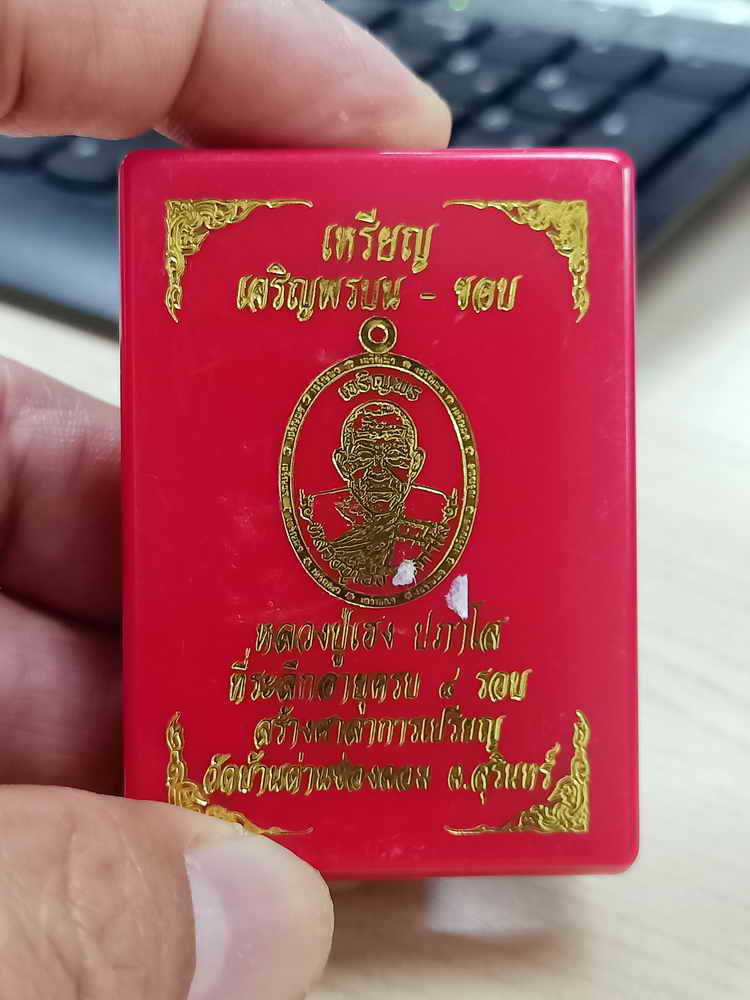 เหรียญ
เจริญพรบน - ขอบ
เจริญพร
หลวงปู่เฮง ปภาโส
ที่ระลึกอายุครบ ๔ รอบ
สร้างศาลาการเปรียญ
วัดบ้านด่านช่องจอม จ.สุรินทร์